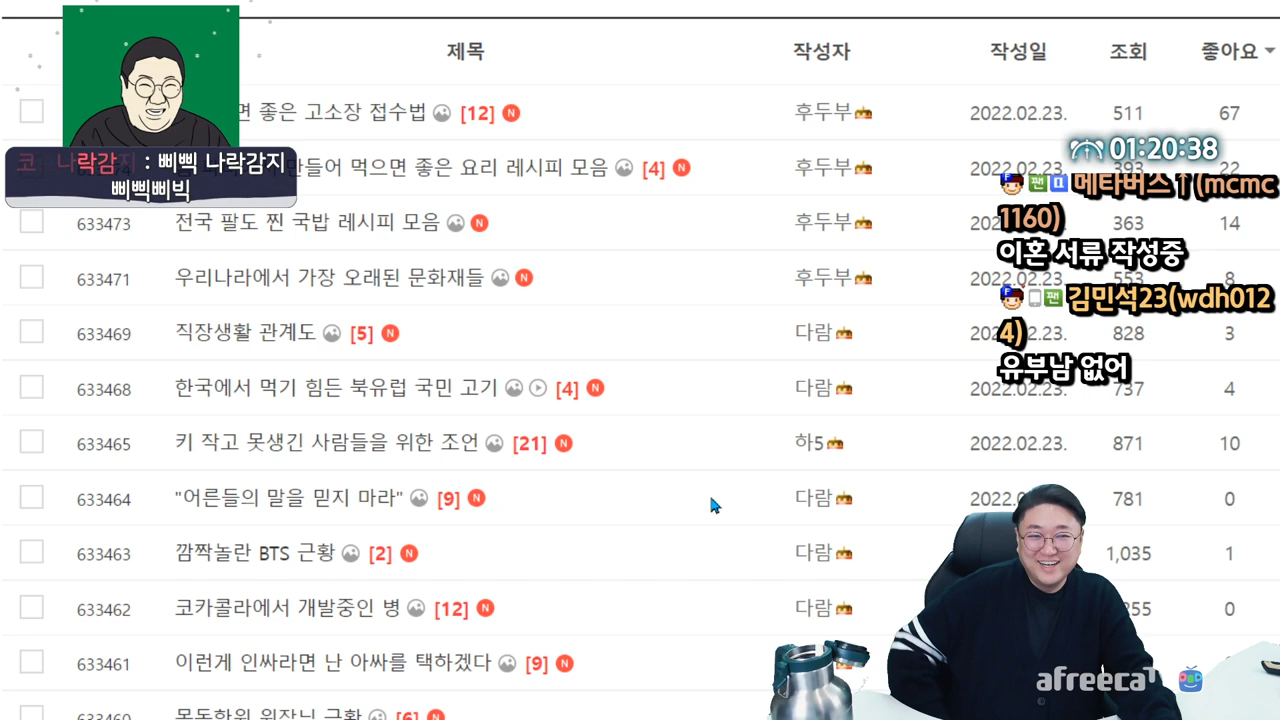 제목 작성자 작성일 조회 좋아요
면 좋은 고소장 접수법 [12] N 후두부 2022.02.23. 511 67
만들어 먹으면 좋은 요리 레시피 모음 [4] N 후두부 2022.02.23. 393 22
코 나락감지 : 삐삑 나락감지
삐삑삐빅
01:20:38
633473 전국 팔도 찐 국밥 레시피 모음 N 후두부 363 14
633471 우리나라에서 가장 오래된 문화재들 N 후두부 2022.02.23. 553 8
633469 직장생활 관계도 [5] N 다람 828 3
633468 한국에서 먹기 힘든 북유럽 국민 고기 [4] N 다람 2022.02.23. 737 4
633465 키 작고 못생긴 사람들을 위한 조언 [21] N 하5 2022.02.23. 871 10
633464 "어른들의 말을 믿지 마라" [9] N 다람 781 0
633463 깜짝놀란 BTS 근황 [2] N 다람 1,035 1
633462 코카콜라에서 개발중인 병 [12] N 다람 0
633461 이런게 인싸라면 난 아싸를 택하겠다 [9] N
633460 [6] N
F 팬 메타버스↑(mcmc
1160)
이혼 서류 작성중
F 팬 김민석23(wdh012
4)
유부남 없어
afreecaT